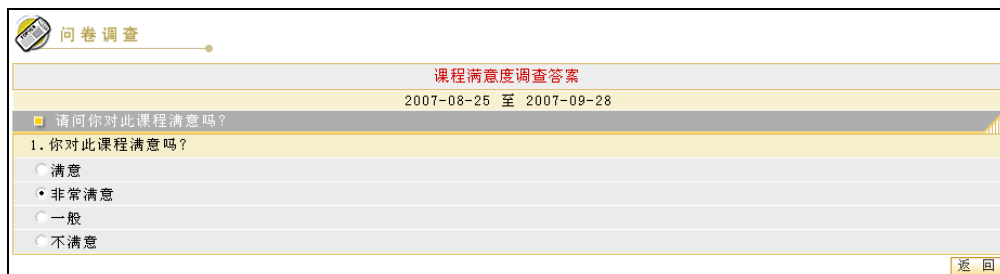 问卷调查
课程满意度调查答案
2007-08-25 至 2007-09-28
请问你对此课程满意吗?
1.你对此课程满意吗?
满意
非常满意
一般
不满意
返 回